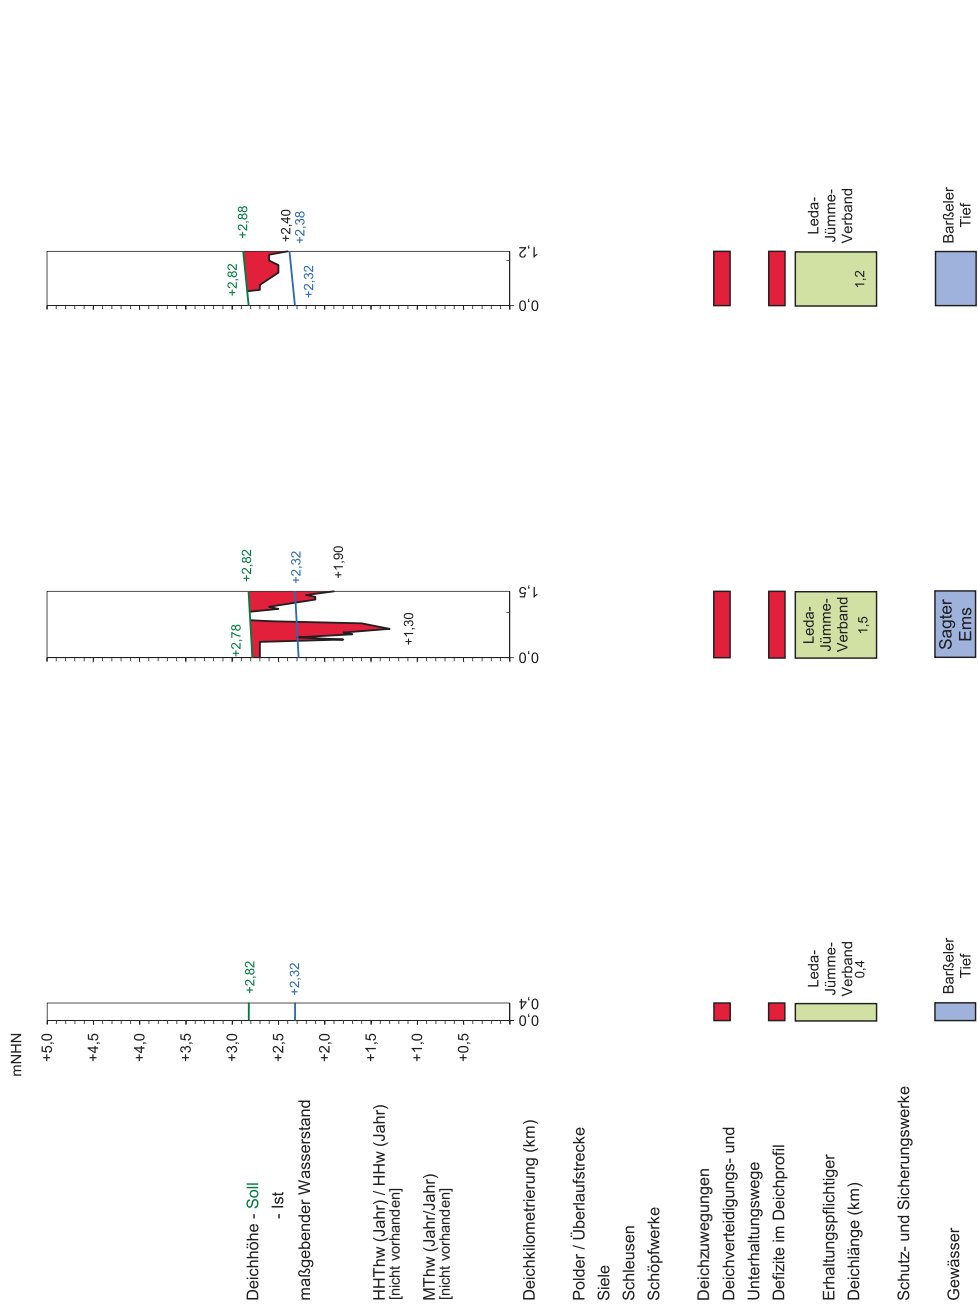 mNHN
+5,0
+4,5
+4,0
+3,5
+3,0
+2,5
+2,0
+1,5
+1,0
+0,5
Deichhöhe - Soll
- Ist
maßgebender Wasserstand
HHThw (Jahr) / HHw (Jahr)
[nicht vorhanden]
MThw (Jahr/Jahr)
[nicht vorhanden]
Deichkilometrierung (km)
Polder / Überlaufstrecke
Siele
Schleusen
Schöpfwerke
Deichzuwegungen
Deichverteidigungs- und
Unterhaltungswege
Defizite im Deichprofil
Erhaltungspflichtiger
Deichlänge (km)
Schutz- und Sicherungswerke
Gewässer
+2,82
+2,32
0,0
0,4
Leda-
Jümme-
Verband
0,4
Barßeler
Tief
+2,78
+2,82
+2,32
+1,90
+1,30
0,0
1,5
Leda-
Jümme-
Verband
1,5
Sagter
Ems
+2,82
+2,88
+2,40
+2,38
+2,32
0,0
1,2
Leda-
Jümme-
Verband
1,2
Barßeler
Tief